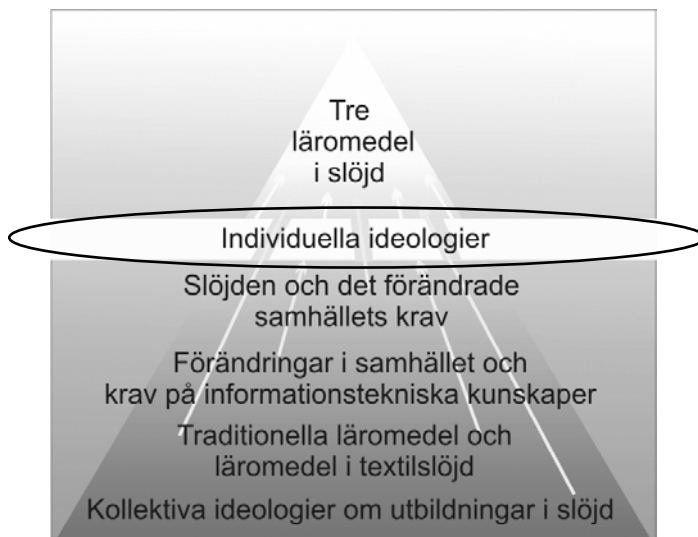 Tre
läromedel
i slöjd
Individuella ideologier
Slöjden och det förändrade
samhällets krav
Förändringar i samhället och
krav på informationstekniska kunskaper
Traditionella läromedel och
läromedel i textilslöjd
Kollektiva ideologier om utbildningar i slöjd